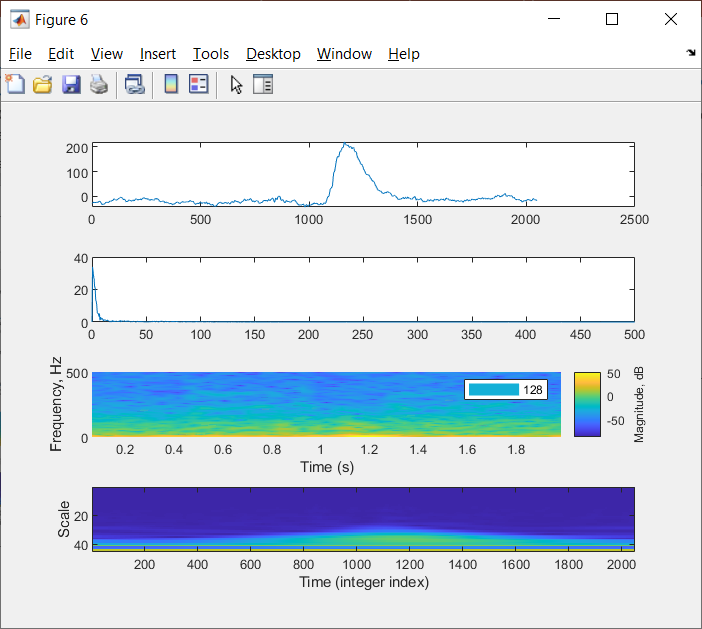 Figure 6
File Edit View Insert Tools Desktop Window Help
200
100
0
0 500 1000 1500 2000 2500
40
20
0
0 50 100 150 200 250 300 350 400 450 500
Frequency, Hz
500
0
128
0.2 0.4 0.6 0.8 1 1.2 1.4 1.6 1.8
Time (s)
50
0
-50
Magnitude, dB
Scale
20
40
200 400 600 800 1000 1200 1400 1600 1800 2000
Time (integer index)